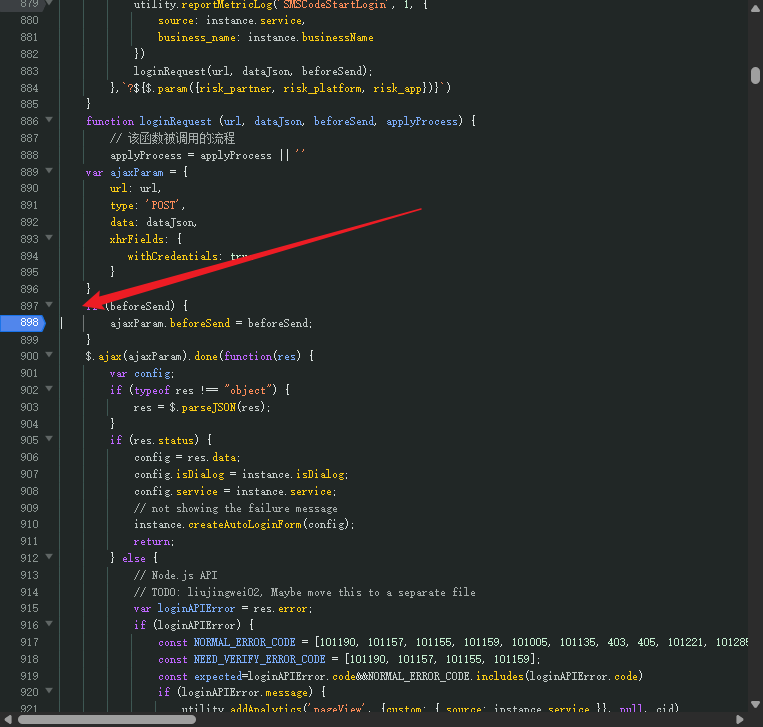 879 utility.reportMetricLog('SMSCodeStartLogin', 1, {
880 source: instance.service,
881 business_name: instance.businessName
882 })
883 loginRequest(url, dataJson, beforeSend);
884 },`?${$.param({risk_partner, risk_platform, risk_app})}`)
885 }
886 function loginRequest (url, dataJson, beforeSend, applyProcess) {
887 // 该函数被调用的流程
888 applyProcess = applyProcess || ''
889 var ajaxParam = {
890 url: url,
891 type: 'POST',
892 data: dataJson,
893 xhrFields: {
894 withCredentials:
895 }
896 }
897 (beforeSend) {
898 ajaxParam.beforeSend = beforeSend;
899 }
900 $.ajax(ajaxParam).done(function(res) {
901 var config;
902 if (typeof res !== "object") {
903 res = $.parseJSON(res);
904 }
905 if (res.status) {
906 config = res.data;
907 config.isDialog = instance.isDialog;
908 config.service = instance.service;
909 // not showing the failure message
910 instance.createAutoLoginForm(config);
911 return;
912 } else {
913 // Node.js API
914 // TODO: liujingwei02, Maybe move this to a separate file
915 var loginAPIError = res.error;
916 if (loginAPIError) {
917 const NORMAL_ERROR_CODE = [101190, 101157, 101155, 101159, 101005, 101135, 403, 405, 101221, 101285
918 const NEED_VERIFY_ERROR_CODE = [101190, 101157, 101155, 101159];
919 const expected=loginAPIError.code&&NORMAL_ERROR_CODE.includes(loginAPIError.code)
920 if (loginAPIError.message) {
921 utility.addAnalytics('pageView', {custom: { source: instance.service }}, null, cid)